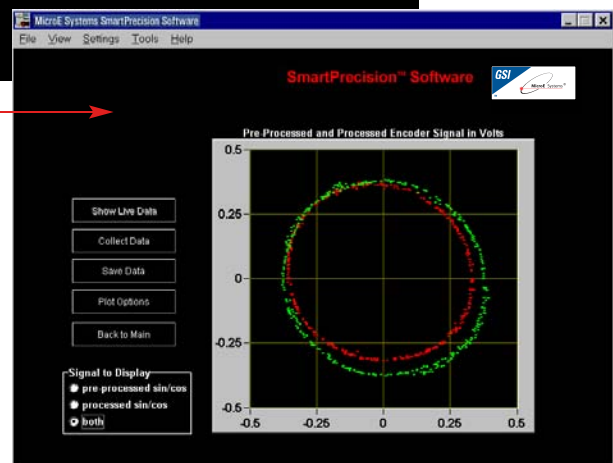 MicroE Systems SmartPrecision Software
File View Settings Tools Help
SmartPrecision™ Software
GSI
MicroE Systems
Pre-Processed and Processed Encoder Signal in Volts
0.5
0.25
0
-0.25
-0.5
-0.5 -0.25 0 0.25 0.5
Show Live Data
Collect Data
Save Data
Plot Options
Back to Main
Signal to Display
pre-processed sin/cos
processed sin/cos
both